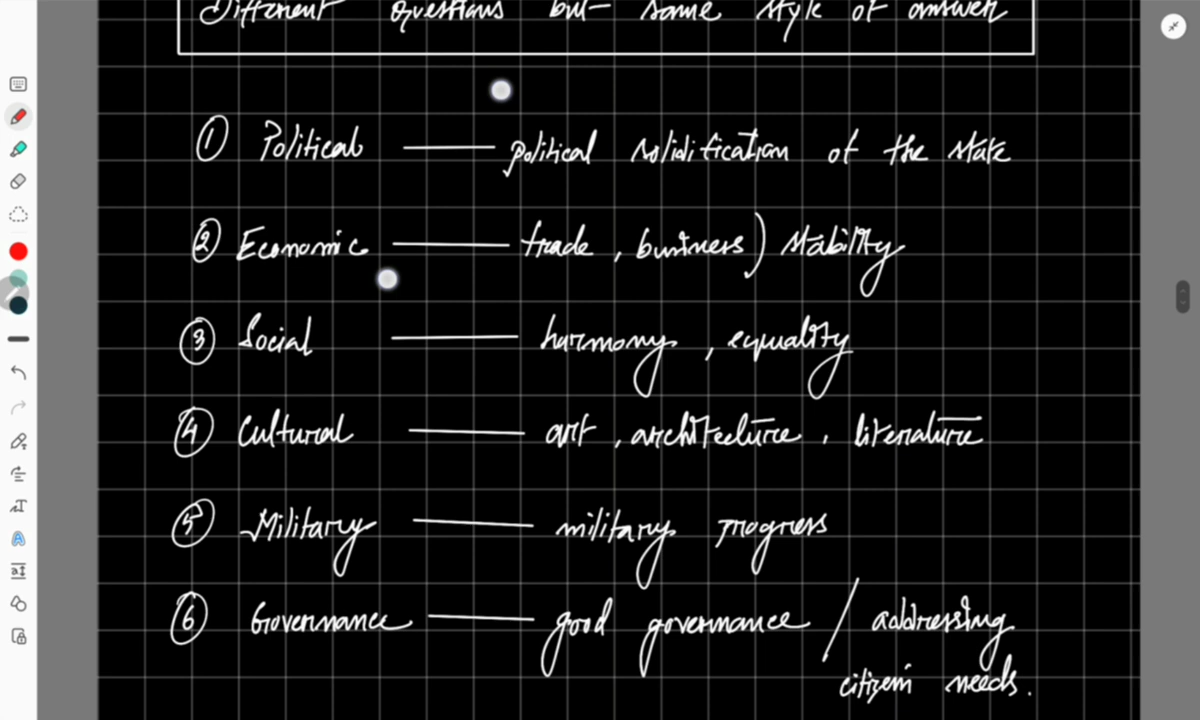 Different questions but same style of answer
① Political — political solidification of the state
② Economic — trade, business) stability
③ Social — harmony, equality
④ Cultural — art, architecture, literature
⑤ Military — military progress
⑥ Governance — good governance / addressing
citizen needs.